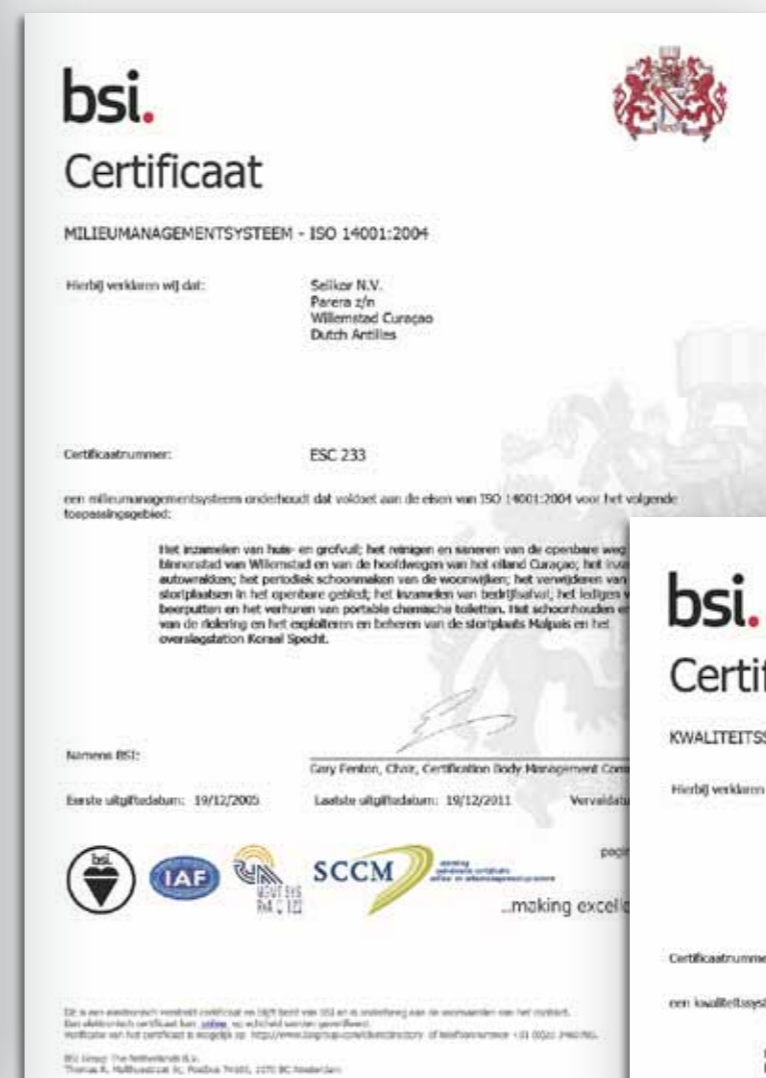 bsi.
Certificaat
MILIEUMANAGEMENTSYSTEEM - ISO 14001:2004
Hierbij verklaren wij dat:
Selikor N.V.
Parera z/n
Willemstad Curaçao
Dutch Antilles
Certificaatnummer:
ESC 233
een milieumanagementsysteem onderhoudt dat voldoet aan de eisen van ISO 14001:2004 voor het volgende
toepassingsgebied:
Het inzamelen van huis- en grofvuil; het reinigen en saneren van de openbare weg
binnenstad van Willemstad en van de hoofdwegen van het eiland Curaçao; het
autowrakken; het periodiek schoonmaken van de woonwijken; het verwijderen van
stortplaatsen in het openbare gebied; het inzamelen van bedrijfsafval; het ledigen
beerputten en het verhuren van portable chemische toiletten. Het schoonhouden
van de riolering en het exploiteren en beheren van de stortplaats Malpais en het
overslagstation Koraal Specht.
Namens BSI:
Gary Fenton, Chair, Certification Body Management
Eerste uitgiftedatum: 19/12/2005
Laatste uitgiftedatum: 19/12/2011
bsi.
IAF
SCCM
...making
bsi.
Certif
KWALITEITSS
Hierbij verklaren
Certificaatnumme
een kwaliteitssyst